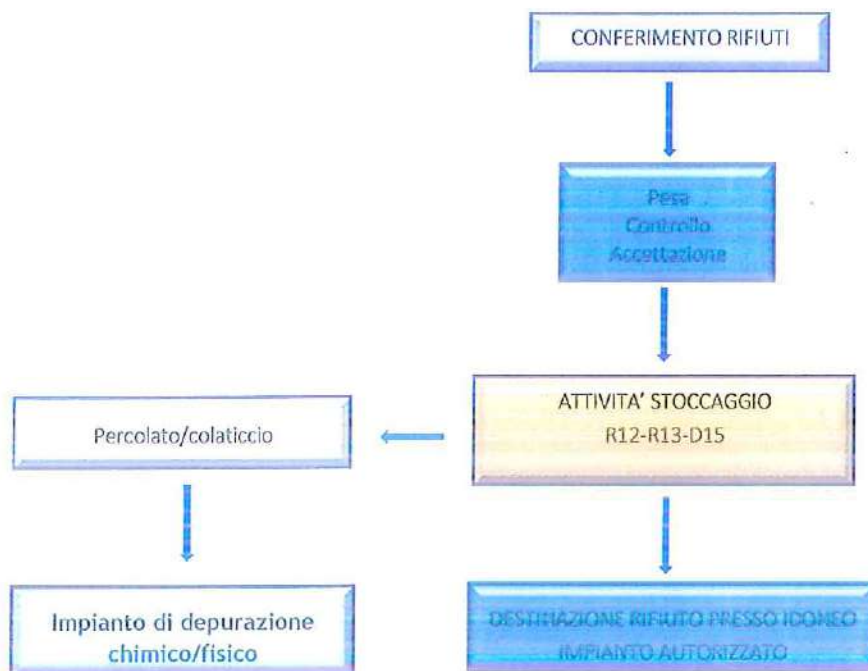 CONFERIMENTO RIFIUTI
Pesa
Controllo
Accettazione
ATTIVITA’ STOCCAGGIO
R12-R13-D15
Percolato/colaticcio
Impianto di depurazione
chimico/fisico
DESTINAZIONE RIFIUTO PRESSO IDONEO
IMPIANTO AUTORIZZATO